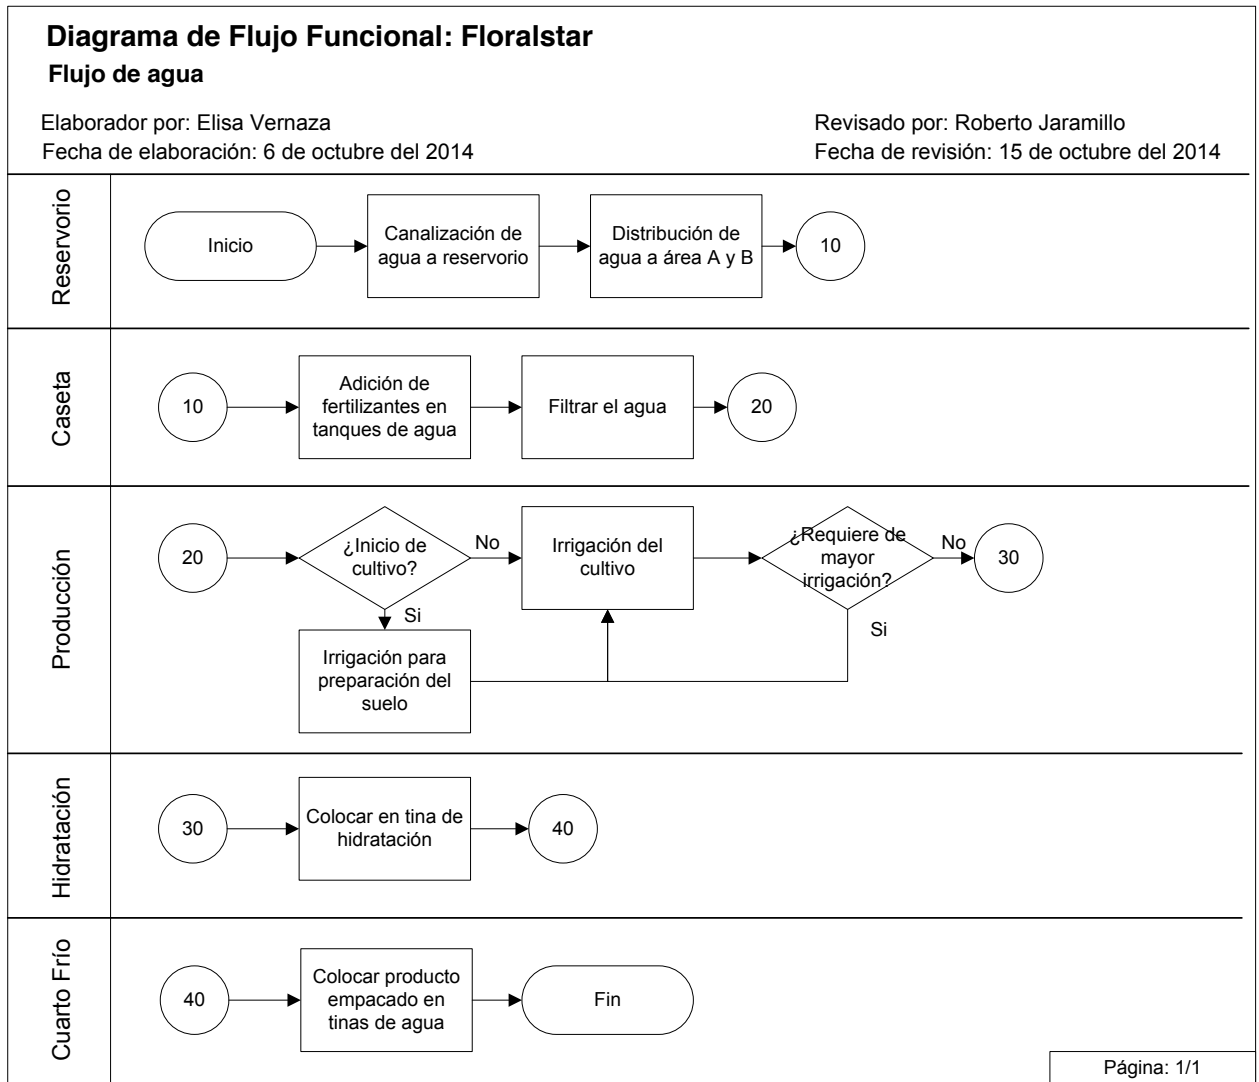 Diagrama de Flujo Funcional: Floralstar
Flujo de agua
Elaborador por: Elisa Vernaza
Fecha de elaboración: 6 de octubre del 2014
Revisado por: Roberto Jaramillo
Fecha de revisión: 15 de octubre del 2014
Reservorio
Inicio
Canalización de
agua a reservorio
Distribución de
agua a área A y B
10
Caseta
10
Adición de
fertilizantes en
tanques de agua
Filtrar el agua
20
Producción
20
¿Inicio de
cultivo?
No
Si
Irrigación para
preparación del
suelo
Irrigación del
cultivo
¿Requiere de
mayor
irrigación?
No
Si
30
Hidratación
30
Colocar en tina de
hidratación
40
Cuarto Frío
40
Colocar producto
empacado en
tinas de agua
Fin
Página: 1/1